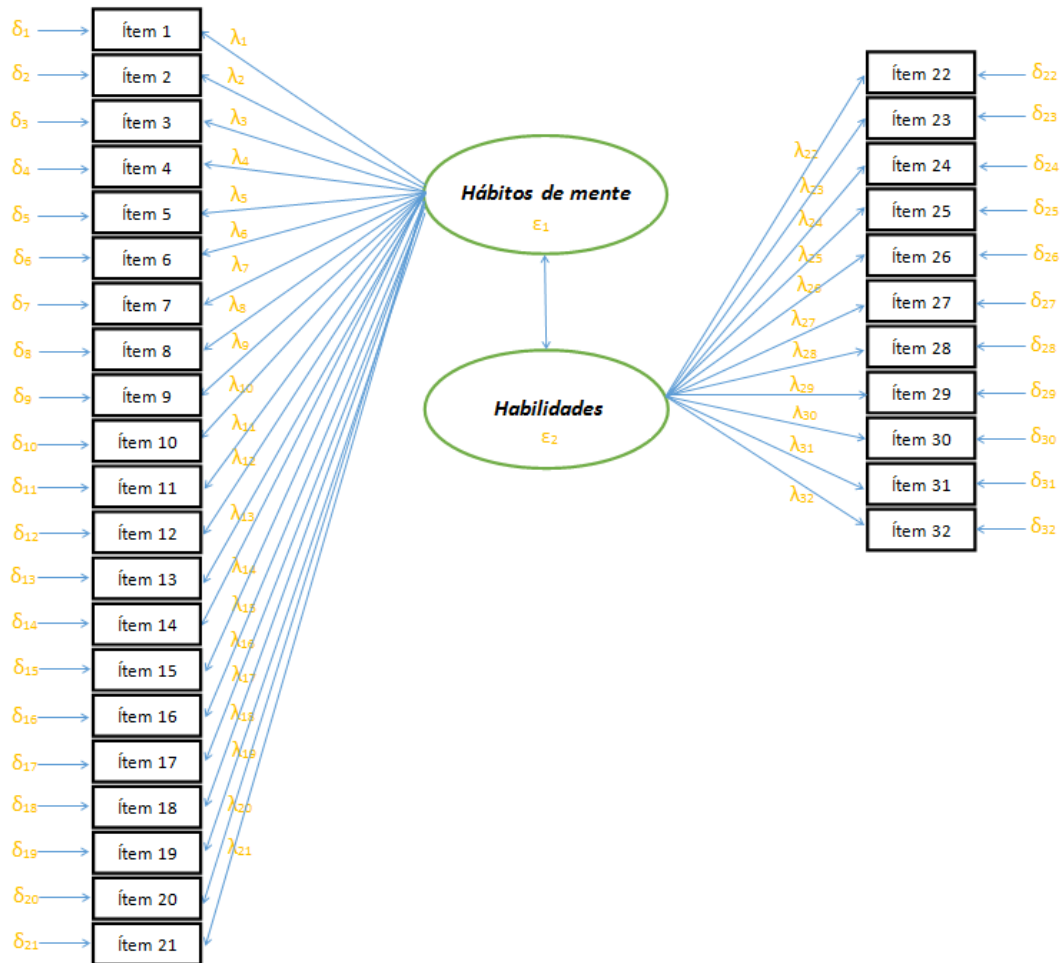 δ₁ Ítem 1 λ₁
δ₂ Ítem 2 λ₂
δ₃ Ítem 3 λ₃
δ₄ Ítem 4 λ₄
δ₅ Ítem 5 λ₅
δ₆ Ítem 6 λ₆
δ₇ Ítem 7 λ₇
δ₈ Ítem 8 λ₈
δ₉ Ítem 9 λ₉
δ₁₀ Ítem 10 λ₁₀
δ₁₁ Ítem 11 λ₁₁
δ₁₂ Ítem 12 λ₁₂
δ₁₃ Ítem 13 λ₁₃
δ₁₄ Ítem 14 λ₁₄
δ₁₅ Ítem 15 λ₁₅
δ₁₆ Ítem 16 λ₁₆
δ₁₇ Ítem 17 λ₁₇
δ₁₈ Ítem 18 λ₁₈
δ₁₉ Ítem 19 λ₁₉
δ₂₀ Ítem 20 λ₂₀
δ₂₁ Ítem 21 λ₂₁
Hábitos de mente
ε₁
Habilidades
ε₂
λ₂₂ Ítem 22 δ₂₂
λ₂₃ Ítem 23 δ₂₃
λ₂₄ Ítem 24 δ₂₄
λ₂₅ Ítem 25 δ₂₅
λ₂₆ Ítem 26 δ₂₆
λ₂₇ Ítem 27 δ₂₇
λ₂₈ Ítem 28 δ₂₈
λ₂₉ Ítem 29 δ₂₉
λ₃₀ Ítem 30 δ₃₀
λ₃₁ Ítem 31 δ₃₁
λ₃₂ Ítem 32 δ₃₂